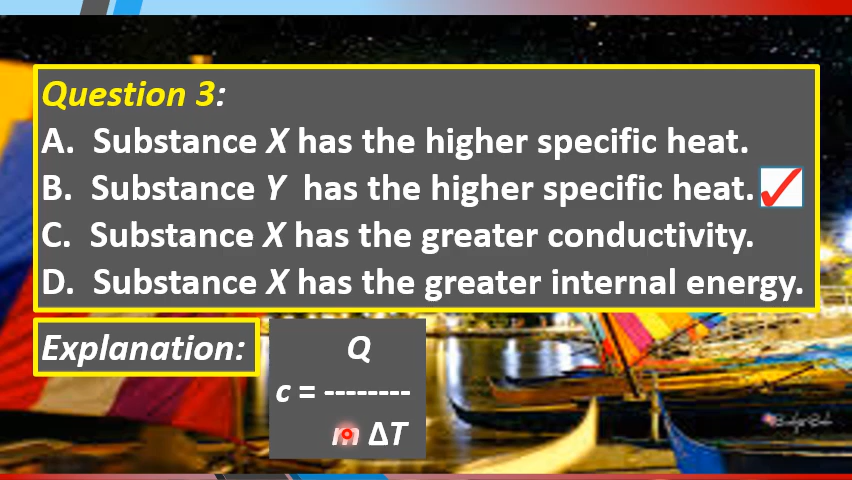 Question 3:
A. Substance X has the higher specific heat.
B. Substance Y has the higher specific heat.
C. Substance X has the greater conductivity.
D. Substance X has the greater internal energy.
Explanation:
Q
c = --------
m ΔT